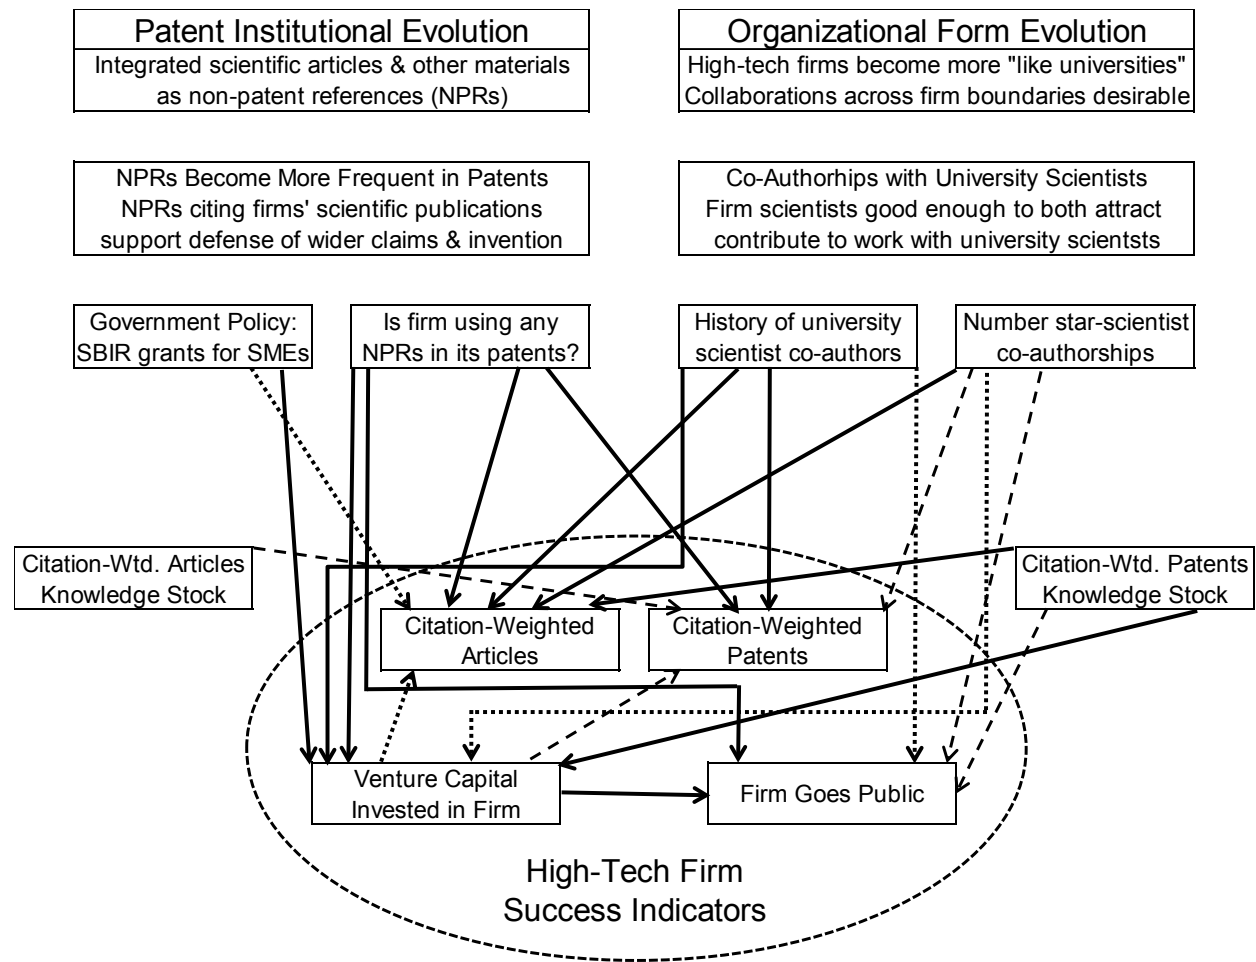 Patent Institutional Evolution
Integrated scientific articles & other materials
as non-patent references (NPRs)
Organizational Form Evolution
High-tech firms become more "like universities"
Collaborations across firm boundaries desirable
NPRs Become More Frequent in Patents
NPRs citing firms' scientific publications
support defense of wider claims & invention
Co-Authorhips with University Scientists
Firm scientists good enough to both attract
contribute to work with university scientsts
Government Policy:
SBIR grants for SMEs
Is firm using any
NPRs in its patents?
History of university
scientist co-authors
Number star-scientist
co-authorships
Citation-Wtd. Articles
Knowledge Stock
Citation-Wtd. Patents
Knowledge Stock
Citation-Weighted
Articles
Citation-Weighted
Patents
Venture Capital
Invested in Firm
Firm Goes Public
High-Tech Firm
Success Indicators